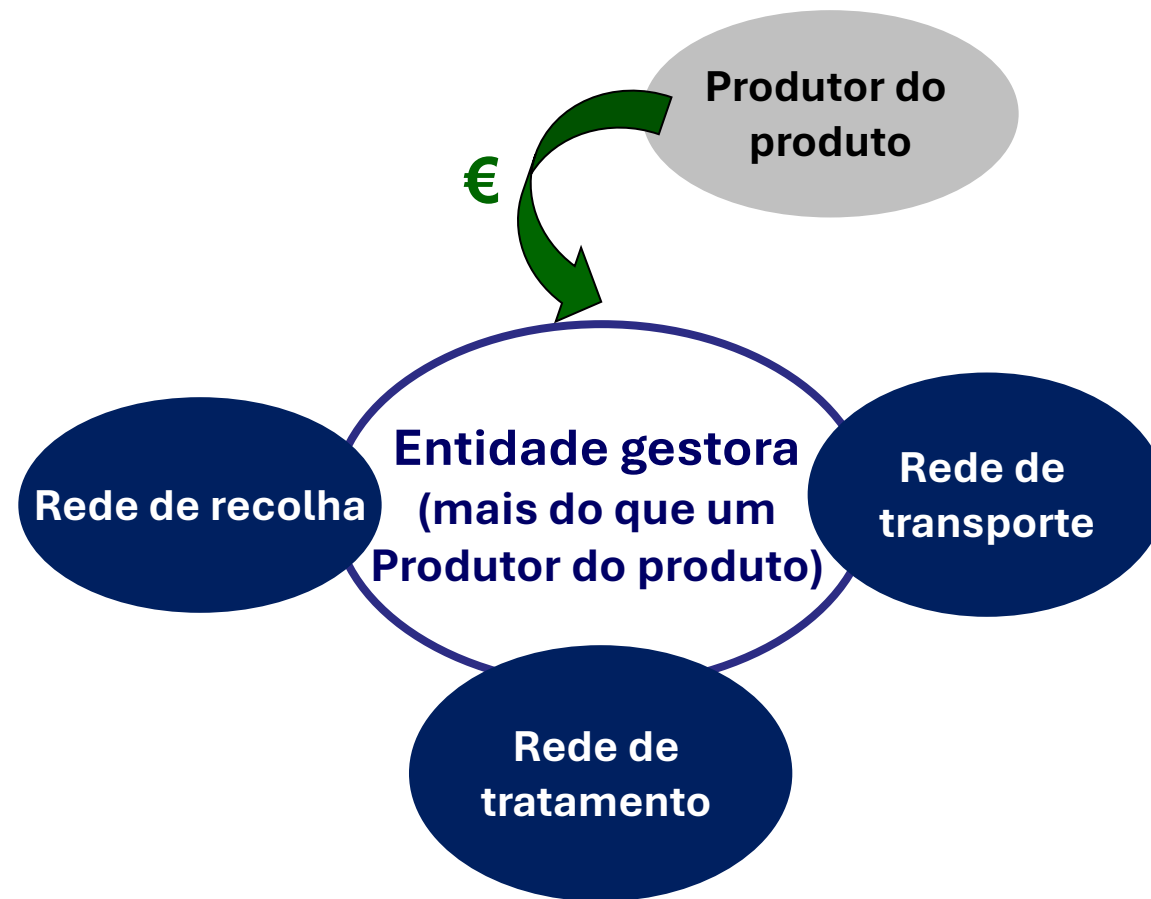 Produtor do
produto
€
Entidade gestora
(mais do que um
Produtor do produto)
Rede de recolha
Rede de
transporte
Rede de
tratamento